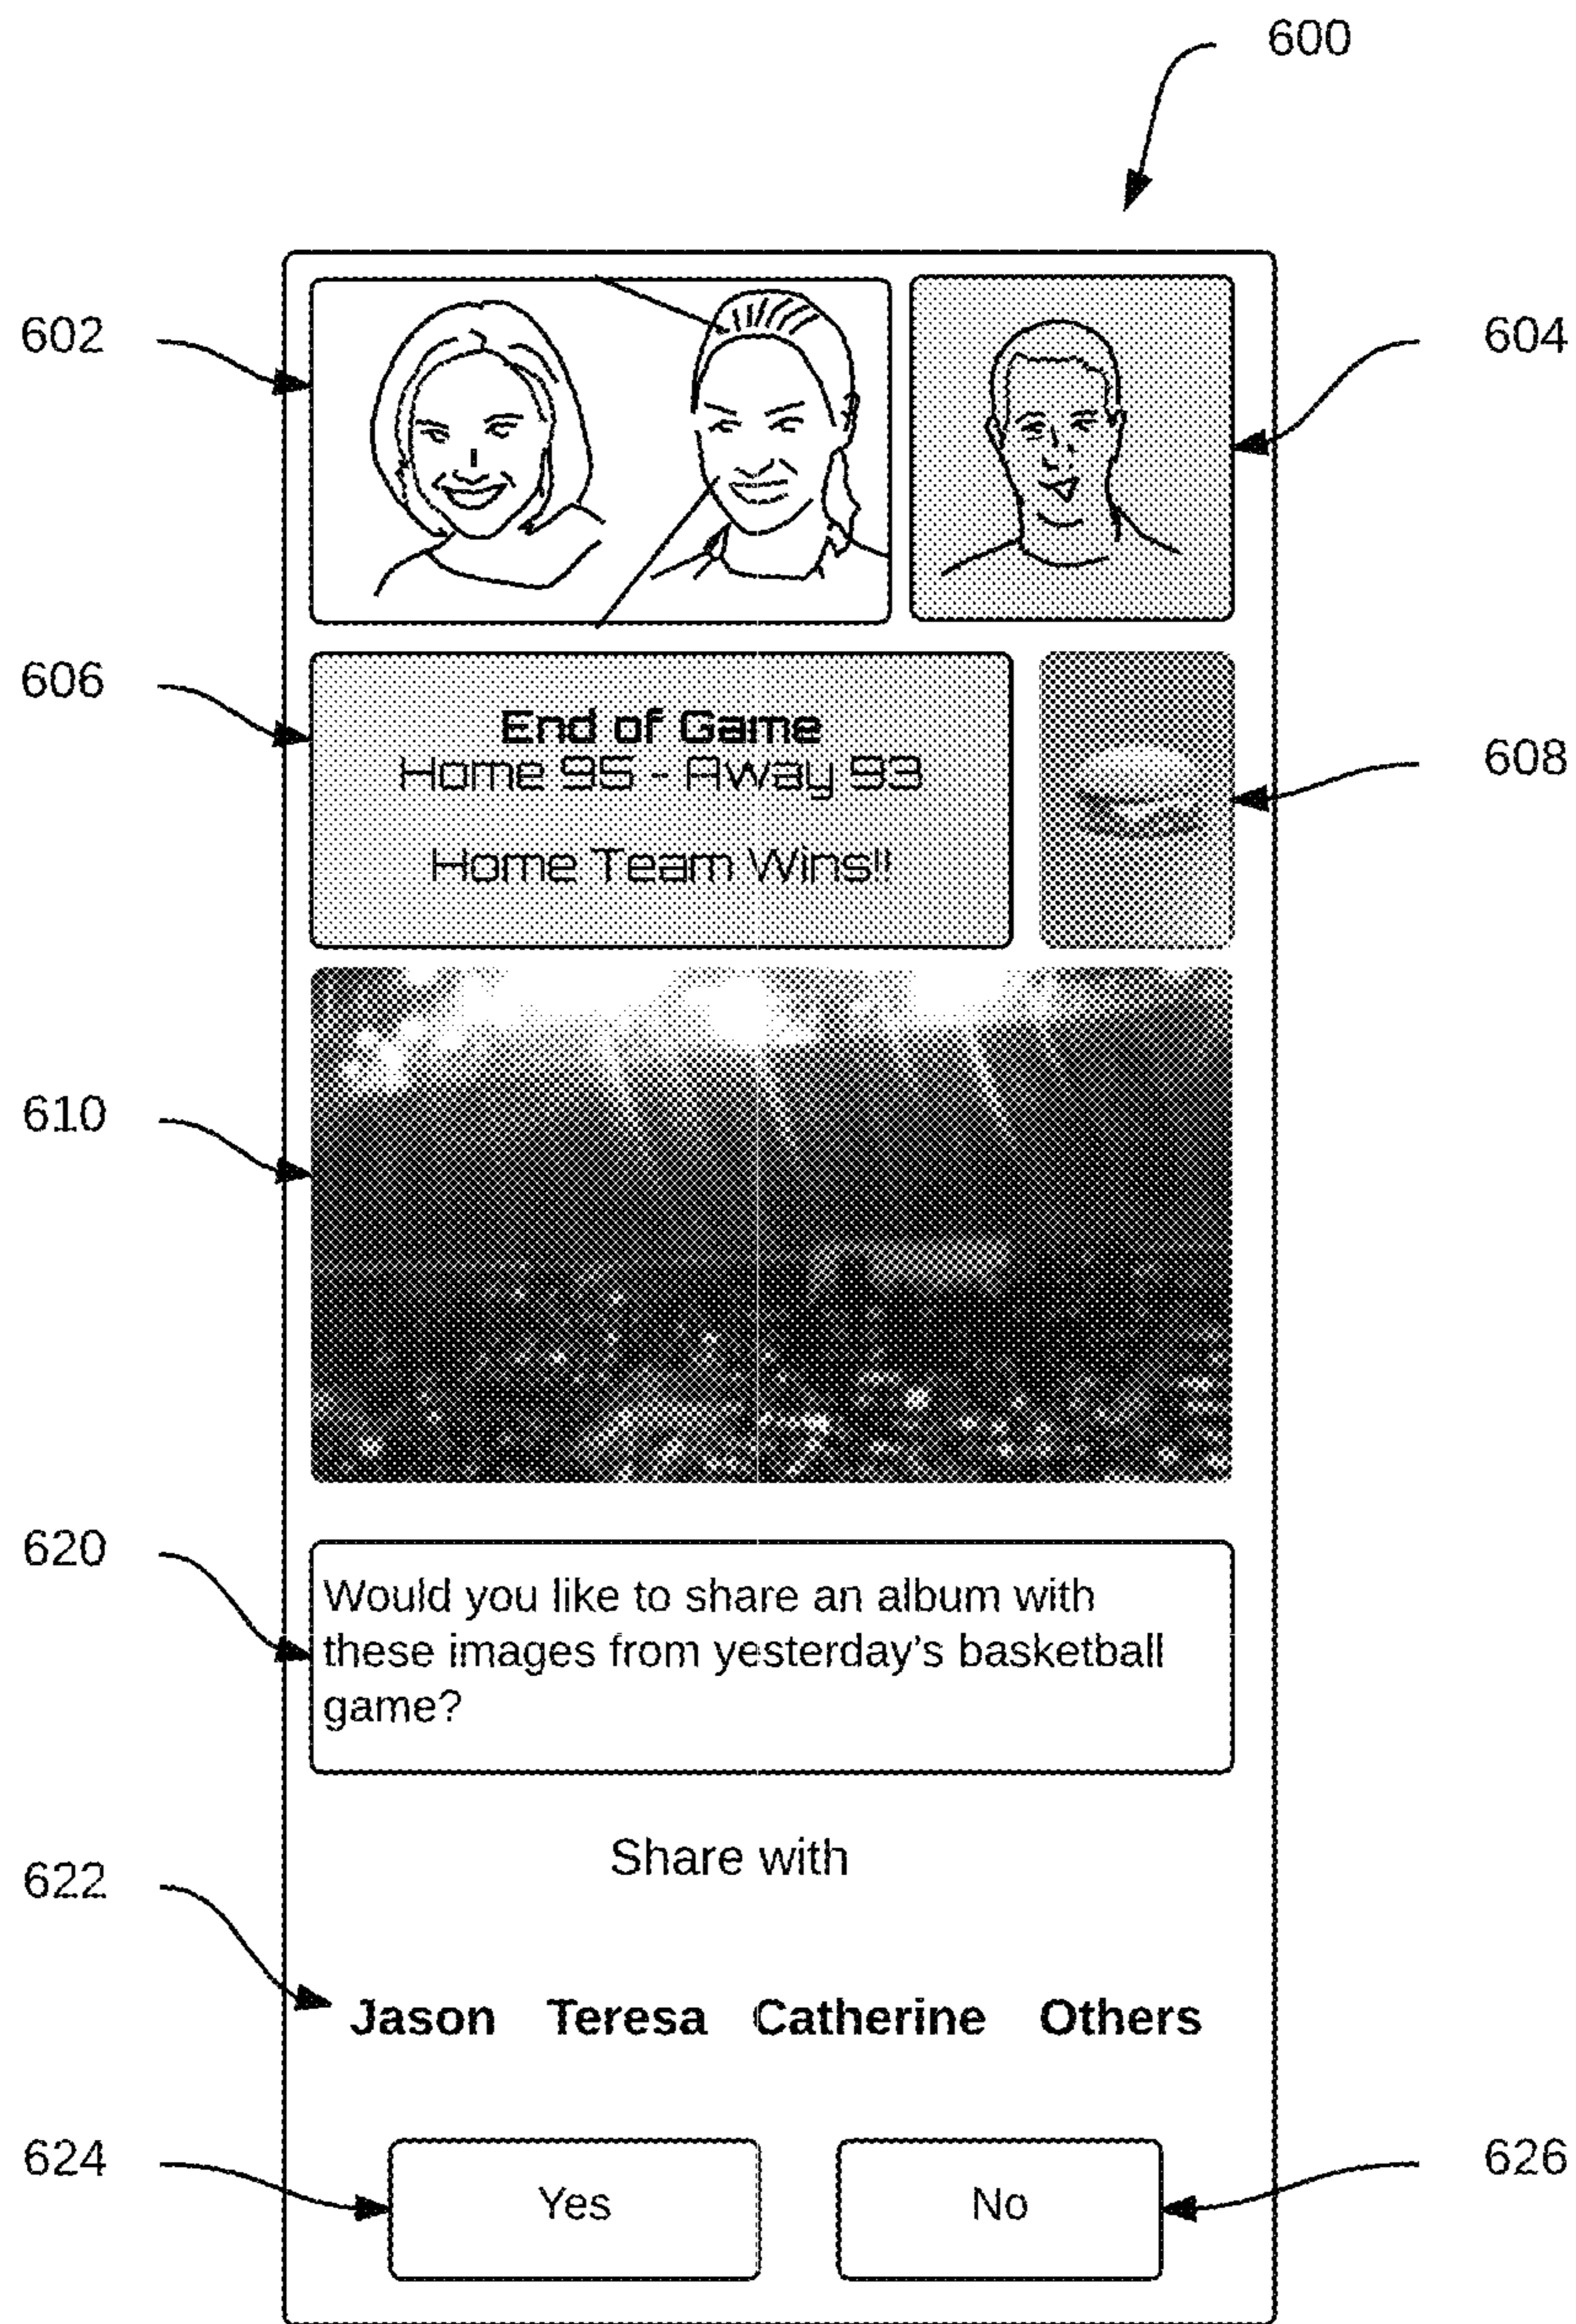 600
602
604
606
End of Game
Home 95 - Away 93
Home Team Wins!!
608
610
620
Would you like to share an album with
these images from yesterday's basketball
game?
Share with
622
Jason Teresa Catherine Others
624
Yes
No
626